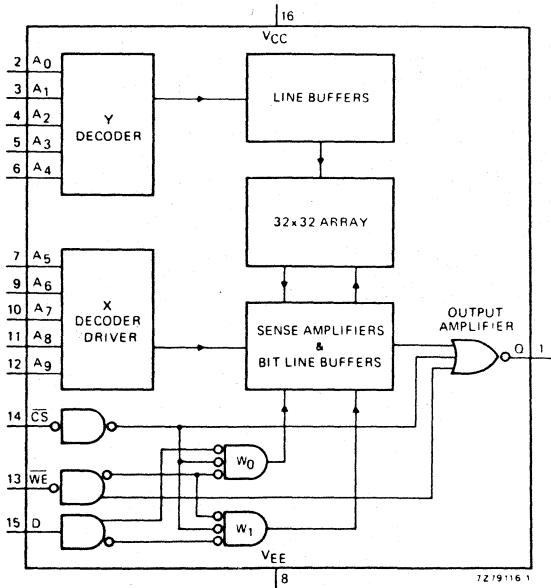 16
VCC
2 A0
3 A1
4 A2
5 A3
6 A4
Y
DECODER
LINE BUFFERS
32x32 ARRAY
7 A5
9 A6
10 A7
11 A8
12 A9
X
DECODER
DRIVER
SENSE AMPLIFIERS
&
BIT LINE BUFFERS
OUTPUT
AMPLIFIER
Q 1
14 C̅S̅
13 W̅E̅
15 D
W0
W1
VEE
8
7Z79116 1